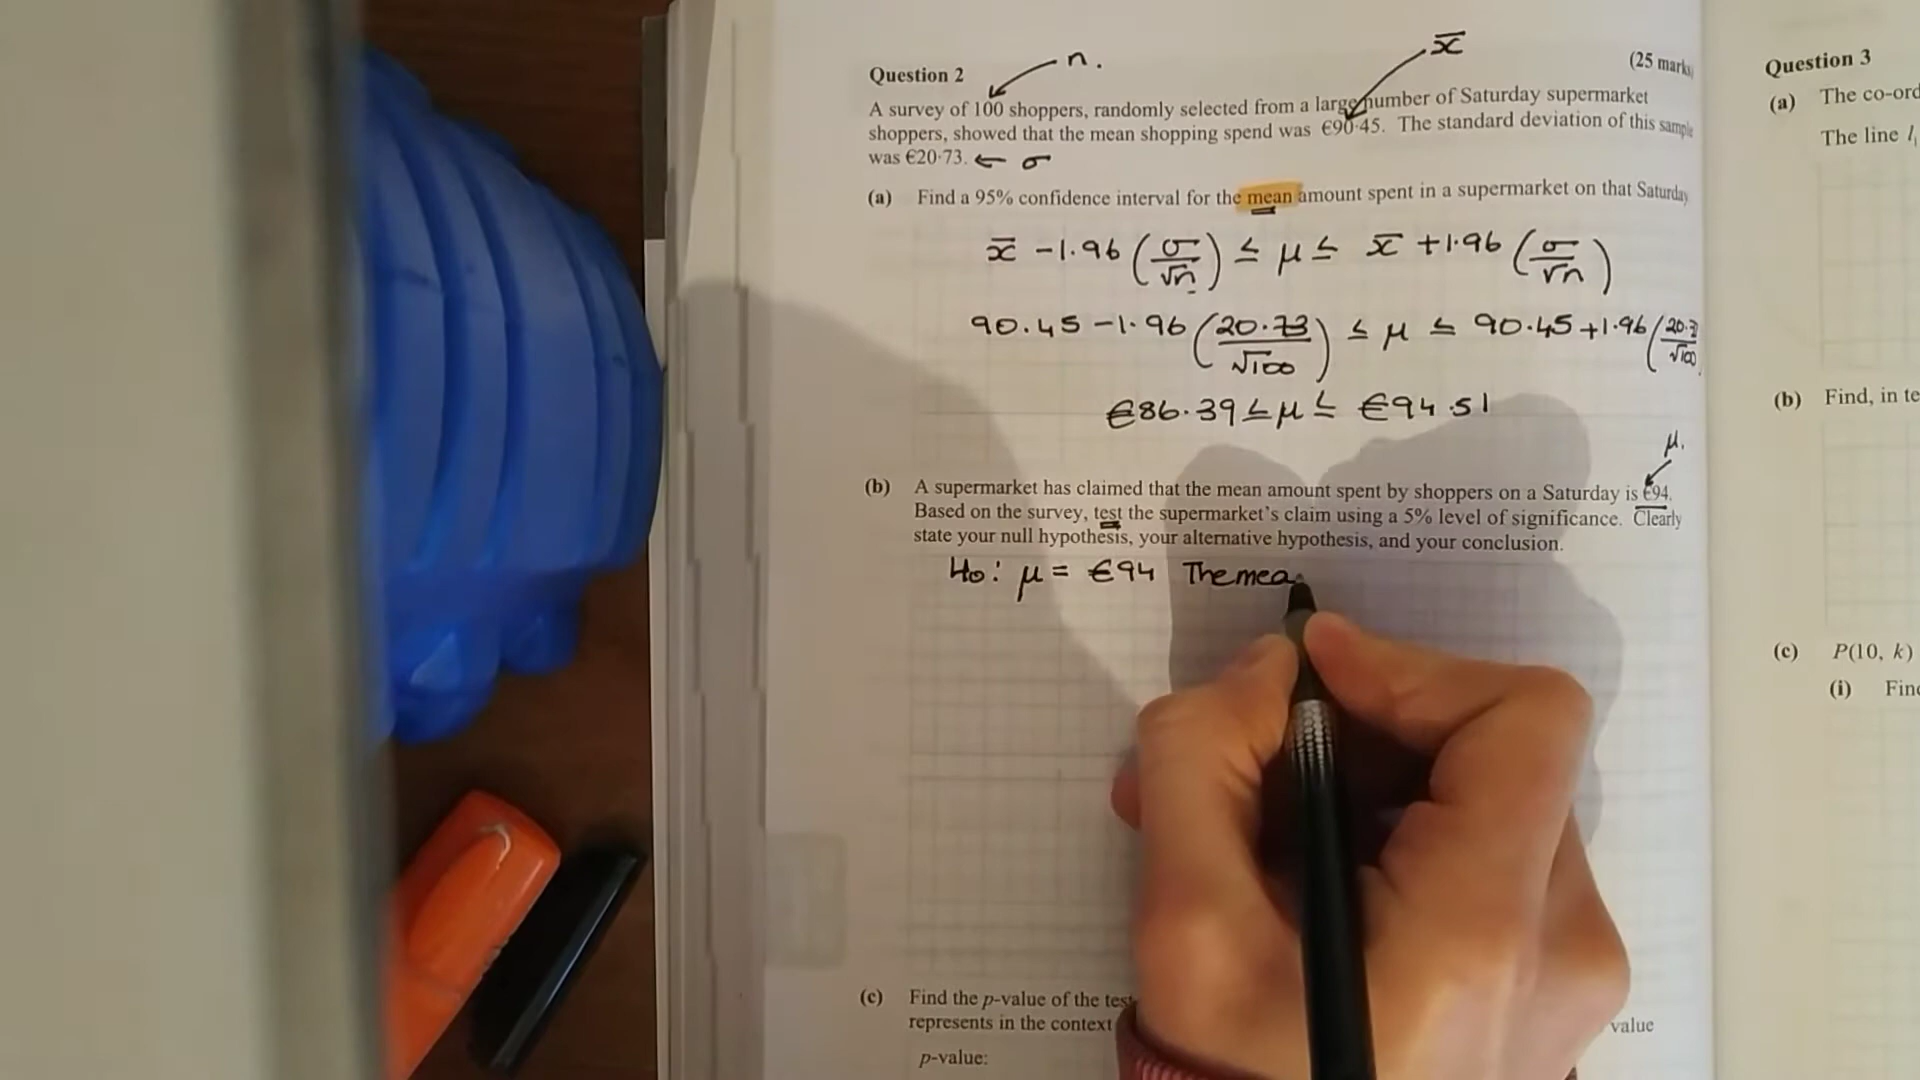 n.
x̄
Question 2
(25 marks
A survey of 100 shoppers, randomly selected from a large number of Saturday supermarket
shoppers, showed that the mean shopping spend was €90·45. The standard deviation of this sample
was €20·73. ← σ
(a) Find a 95% confidence interval for the mean amount spent in a supermarket on that Saturday
x̄ - 1.96 (σ/√n) ≤ μ ≤ x̄ + 1.96 (σ/√n)
90.45 - 1.96 (20.73/√100) ≤ μ ≤ 90.45 + 1.96 (20.7/√100
€86.39 ≤ μ ≤ €94.51
μ.
(b) A supermarket has claimed that the mean amount spent by shoppers on a Saturday is €94.
Based on the survey, test the supermarket's claim using a 5% level of significance. Clearly
state your null hypothesis, your alternative hypothesis, and your conclusion.
Ho: μ = €94 The mea
(c) Find the p-value of the test
represents in the context
value
p-value:
Question 3
(a) The co-ord
The line l
(b) Find, in te
(c) P(10, k)
(i) Find